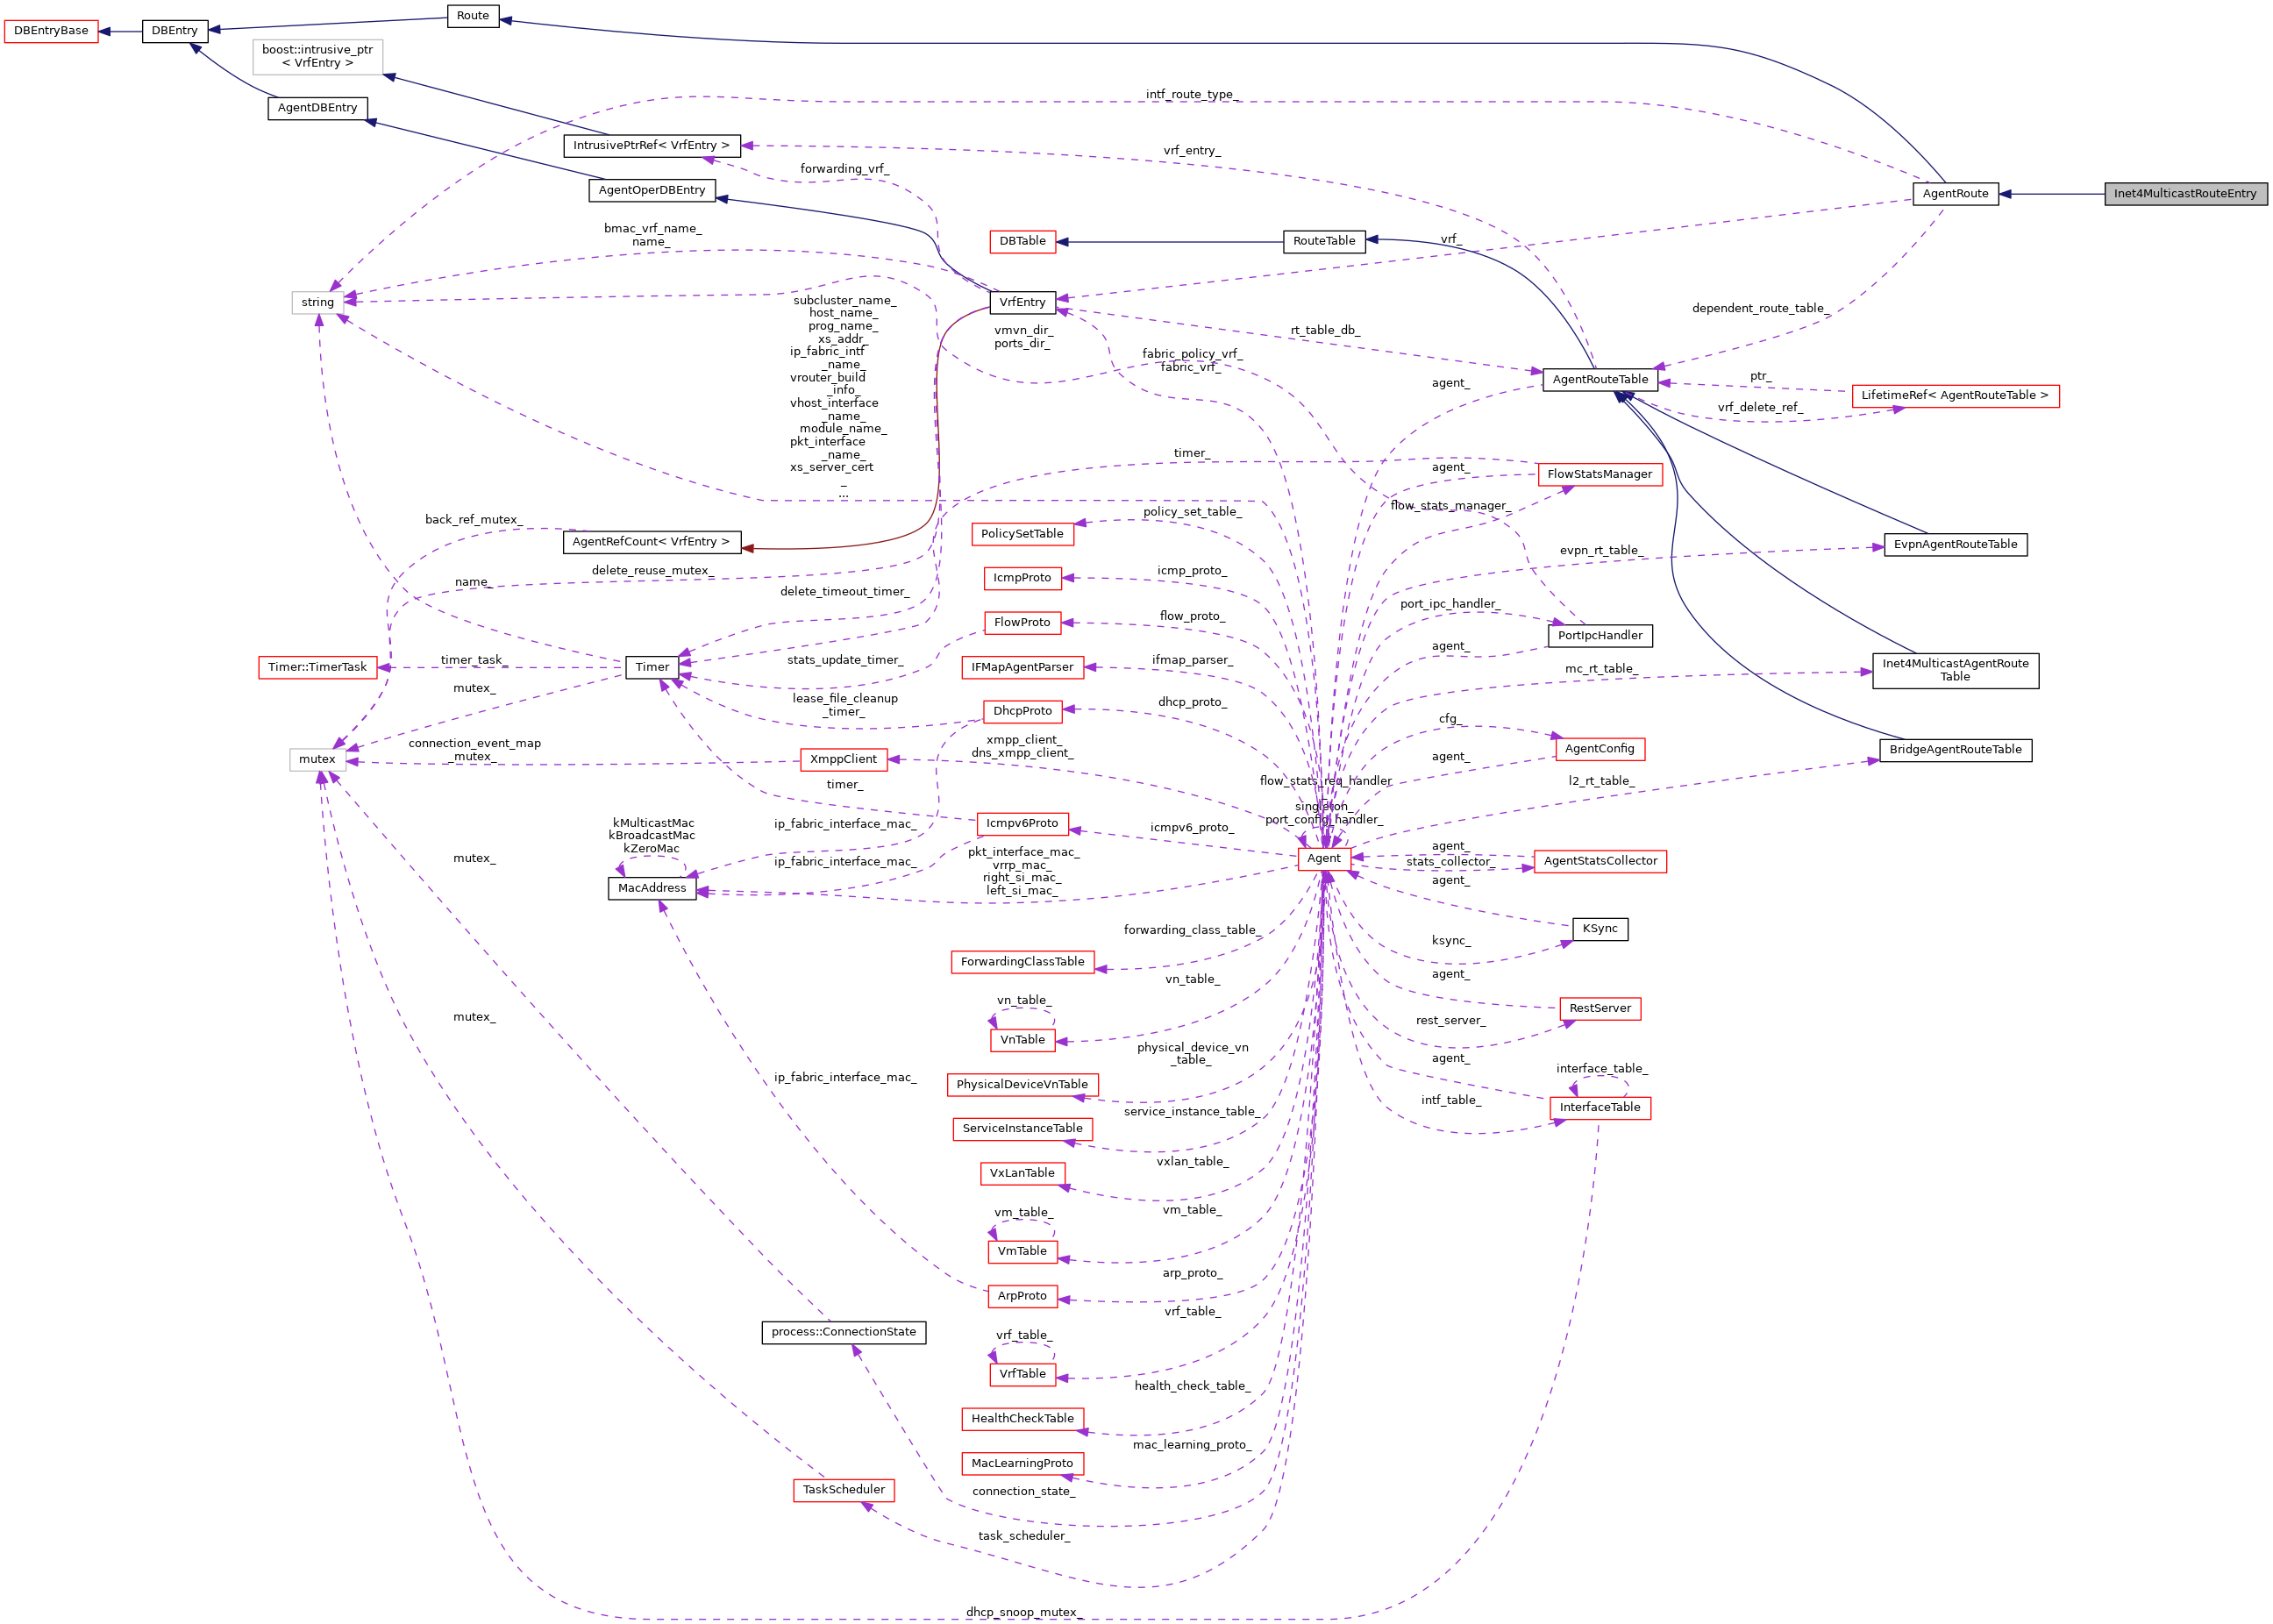 Route
DBEntryBase
DBEntry
boost::intrusive_ptr
< VrfEntry >
AgentDBEntry
intf_route_type_
IntrusivePtrRef< VrfEntry >
vrf_entry_
forwarding_vrf_
AgentOperDBEntry
AgentRoute
Inet4MulticastRouteEntry
bmac_vrf_name_
name_
DBTable
RouteTable
vrf_
string
VrfEntry
subcluster_name_
host_name_
prog_name_
xs_addr_
ip_fabric_intf
_name_
vrouter_build
_info_
vhost_interface
_name_
module_name_
pkt_interface
_name_
xs_server_cert
_
...
vmvn_dir_
ports_dir_
rt_table_db_
dependent_route_table_
fabric_policy_vrf_
fabric_vrf_
agent_
AgentRouteTable
ptr_
LifetimeRef< AgentRouteTable >
vrf_delete_ref_
timer_
agent_
FlowStatsManager
flow_stats_manager_
back_ref_mutex_
AgentRefCount< VrfEntry >
policy_set_table_
PolicySetTable
evpn_rt_table_
EvpnAgentRouteTable
delete_reuse_mutex_
name_
delete_timeout_timer_
icmp_proto_
IcmpProto
flow_proto_
FlowProto
port_ipc_handler_
PortIpcHandler
agent_
Timer::TimerTask
timer_task_
Timer
stats_update_timer_
IFMapAgentParser
ifmap_parser_
mc_rt_table_
Inet4MulticastAgentRoute
Table
mutex_
lease_file_cleanup
_timer_
DhcpProto
dhcp_proto_
cfg_
AgentConfig
agent_
BridgeAgentRouteTable
mutex
connection_event_map
_mutex_
XmppClient
xmpp_client_
dns_xmpp_client_
timer_
flow_stats_req_handler
_
singleton_
port_config_handler_
l2_rt_table_
kMulticastMac
kBroadcastMac
kZeroMac
ip_fabric_interface_mac_
Icmpv6Proto
icmpv6_proto_
mutex_
MacAddress
ip_fabric_interface_mac_
pkt_interface_mac_
vrrp_mac_
right_si_mac_
left_si_mac_
Agent
agent_
stats_collector_
AgentStatsCollector
agent_
KSync
ksync_
forwarding_class_table_
ForwardingClassTable
agent_
RestServer
rest_server_
mutex_
vn_table_
vn_table_
VnTable
agent_
interface_table_
InterfaceTable
intf_table_
ip_fabric_interface_mac_
physical_device_vn
_table_
PhysicalDeviceVnTable
service_instance_table_
ServiceInstanceTable
vxlan_table_
VxLanTable
vm_table_
vm_table_
VmTable
arp_proto_
ArpProto
vrf_table_
process::ConnectionState
vrf_table_
VrfTable
health_check_table_
HealthCheckTable
mac_learning_proto_
MacLearningProto
TaskScheduler
connection_state_
task_scheduler_
dhcp_snoop_mutex_